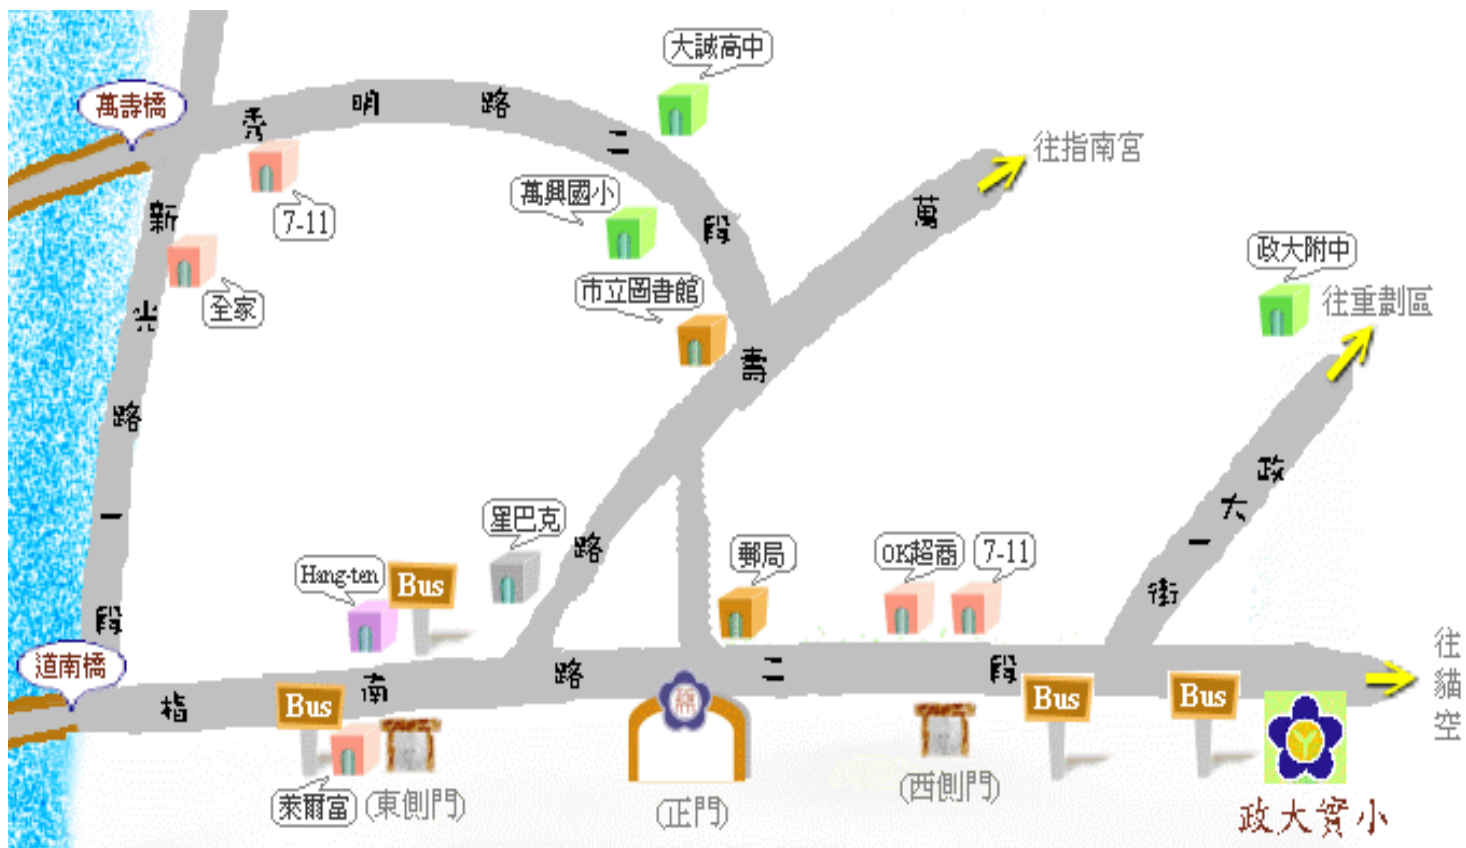 大誠高中
萬壽橋
秀明路二段
往指南宮
7-11
萬興國小
新光路一段
全家
市立圖書館
萬壽路
政大附中
往重劃區
政大一街
星巴克
Hang-ten
Bus
郵局
OK超商
7-11
道南橋
指南路二段
往貓空
Bus
Bus
Bus
萊爾富
(東側門)
(正門)
(西側門)
政大實小